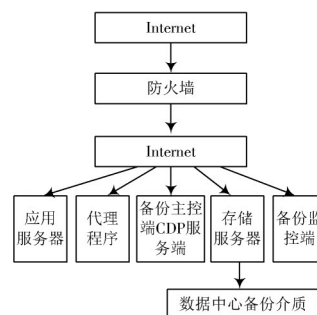 Internet
防火墙
Internet
应用
服务器
代理
程序
备份主控
端CDP服
务端
存储
服务器
备份监
控端
数据中心备份介质